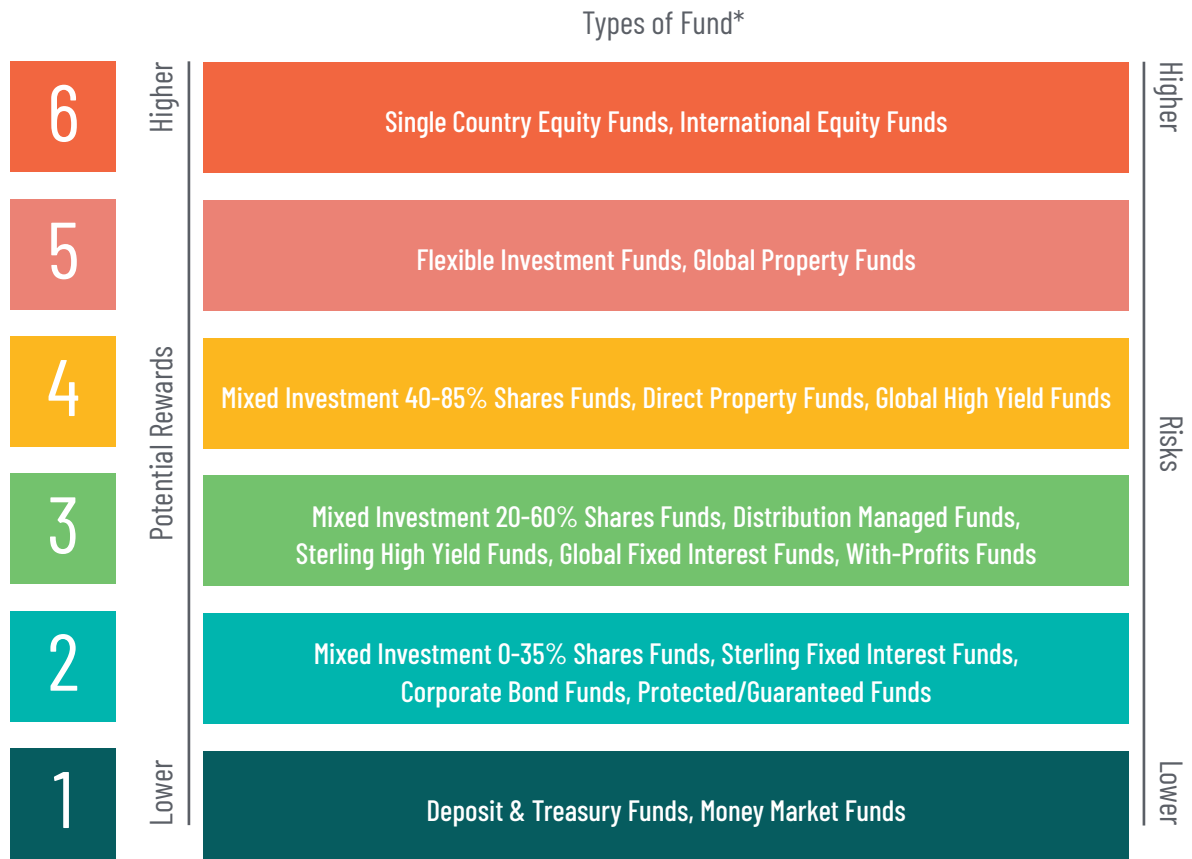 Types of Fund*
6
Higher
Single Country Equity Funds, International Equity Funds
Higher
5
Flexible Investment Funds, Global Property Funds
4
Potential Rewards
Mixed Investment 40-85% Shares Funds, Direct Property Funds, Global High Yield Funds
Risks
3
Mixed Investment 20-60% Shares Funds, Distribution Managed Funds,
Sterling High Yield Funds, Global Fixed Interest Funds, With-Profits Funds
2
Mixed Investment 0-35% Shares Funds, Sterling Fixed Interest Funds,
Corporate Bond Funds, Protected/Guaranteed Funds
1
Lower
Deposit & Treasury Funds, Money Market Funds
Lower